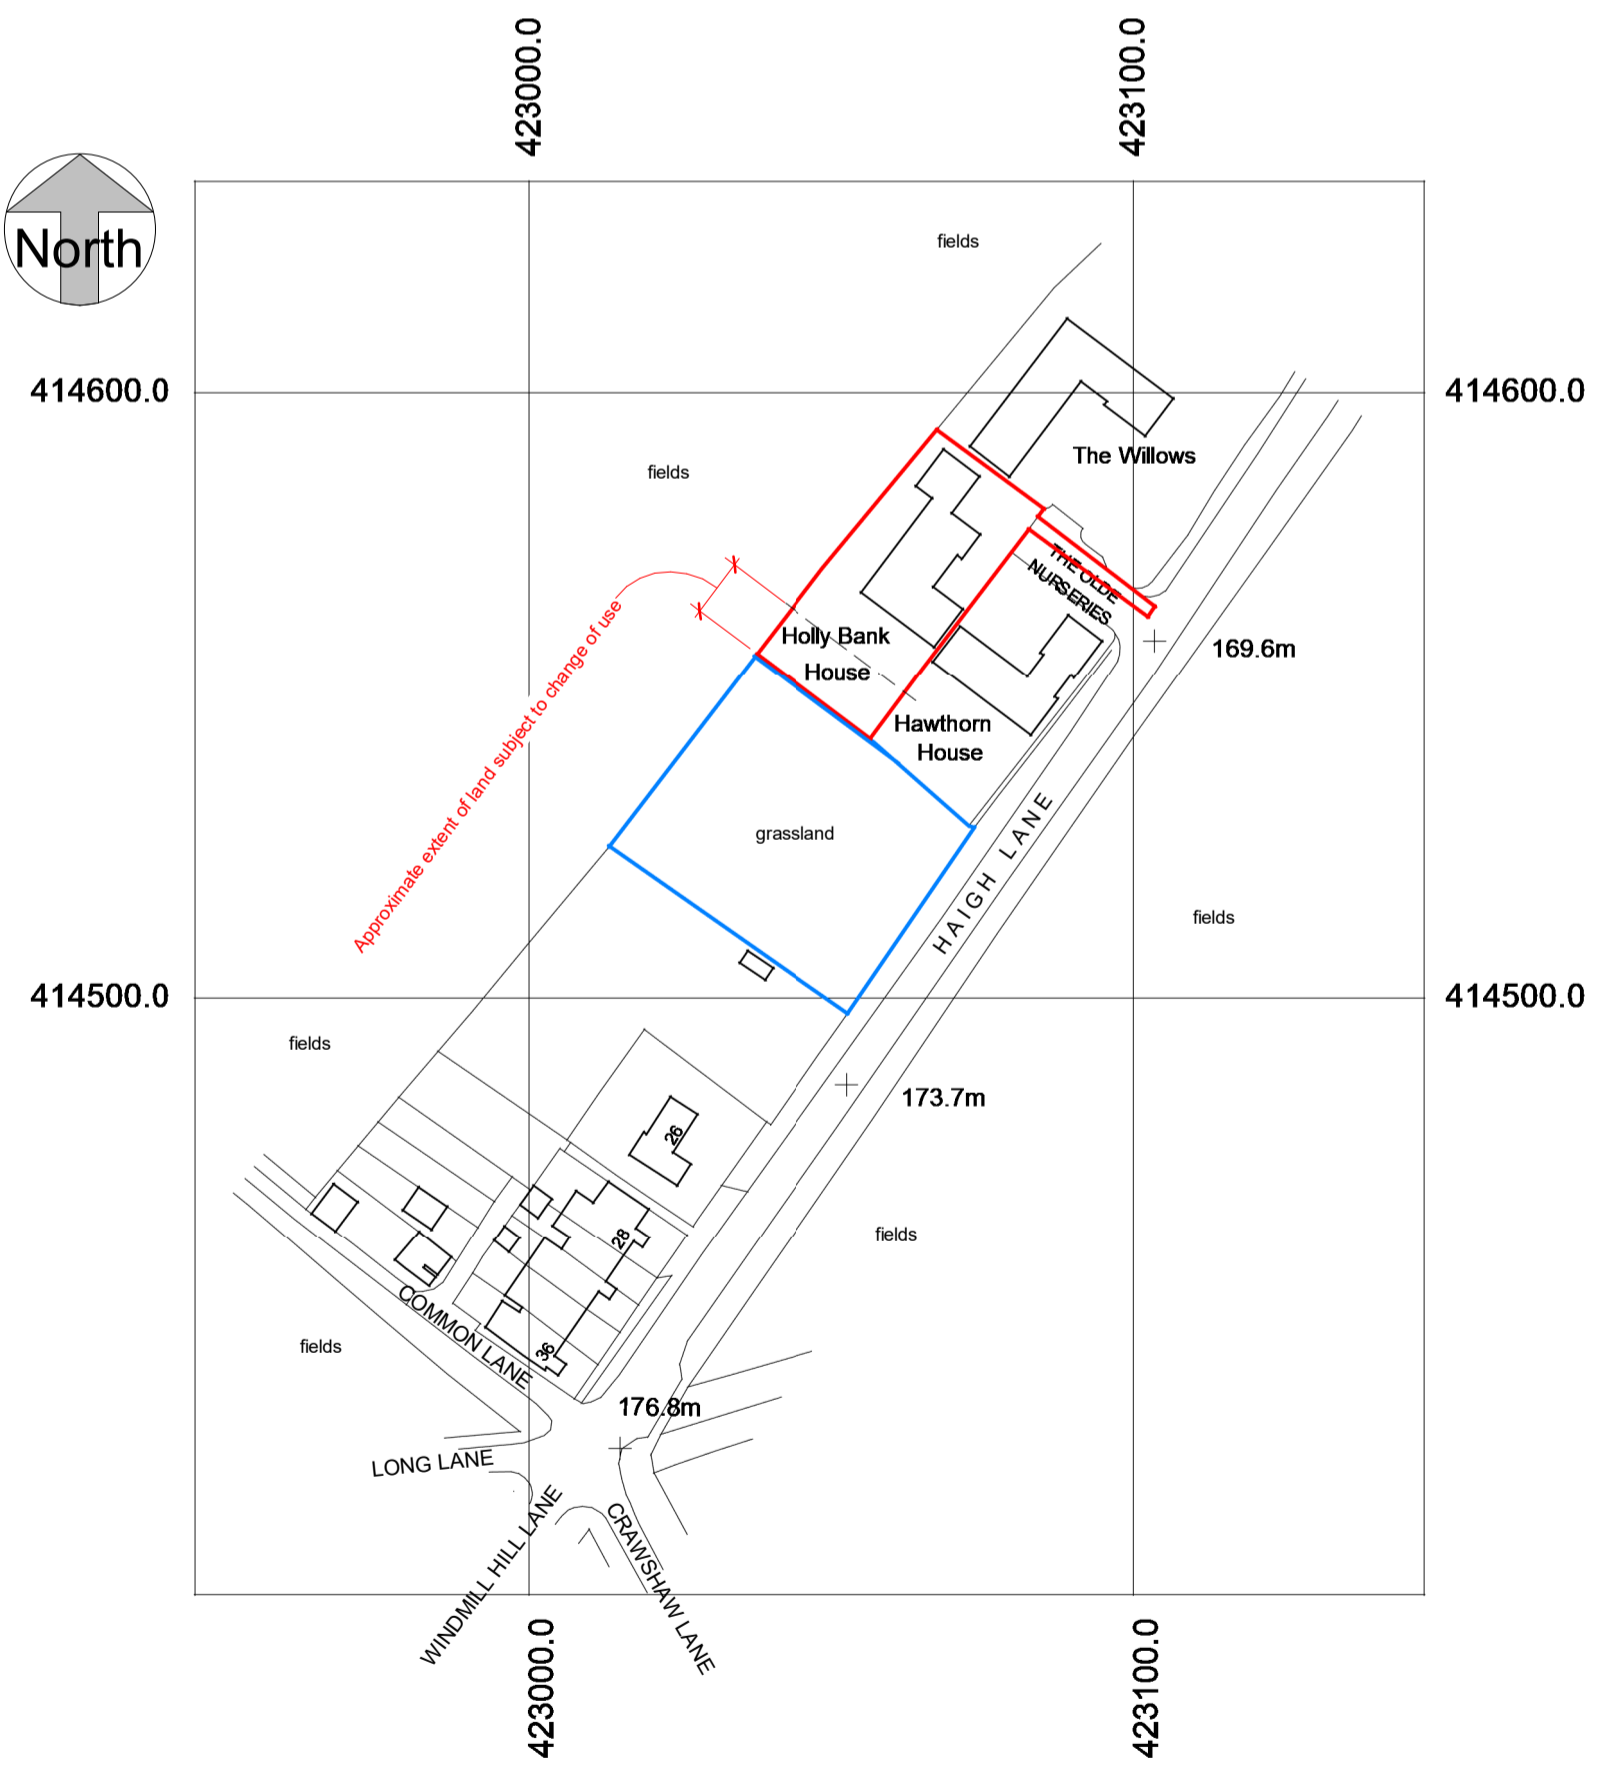 423000.0
423100.0
North
fields
414600.0
414600.0
The Willows
fields
THE OLDE
NURSERIES
Holly Bank
House
169.6m
Approximate extent of land subject to change of use
Hawthorn
House
grassland
HAIGH LANE
fields
414500.0
414500.0
fields
173.7m
26
28
fields
COMMON LANE
fields
36
176.8m
LONG LANE
WINDMILL HILL LANE
CRAWSHAW LANE
423000.0
423100.0